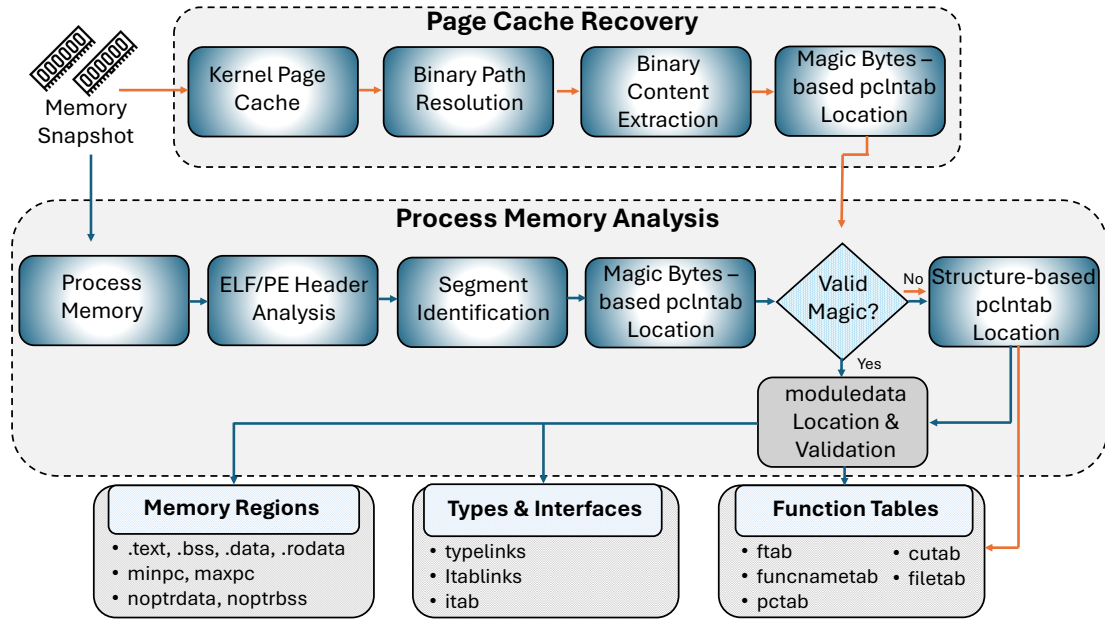 Page Cache Recovery
Memory
Snapshot
Kernel Page
Cache
Binary Path
Resolution
Binary
Content
Extraction
Magic Bytes –
based pclntab
Location
Process Memory Analysis
Process
Memory
ELF/PE Header
Analysis
Segment
Identification
Magic Bytes –
based pclntab
Location
Valid
Magic?
No
Structure-based
pclntab
Location
Yes
moduledata
Location &
Validation
Memory Regions
• .text, .bss, .data, .rodata
• minpc, maxpc
• noptrdata, noptrbss
Types & Interfaces
• typelinks
• Itablinks
• itab
Function Tables
• ftab
• funcnametab
• pctab
• cutab
• filetab